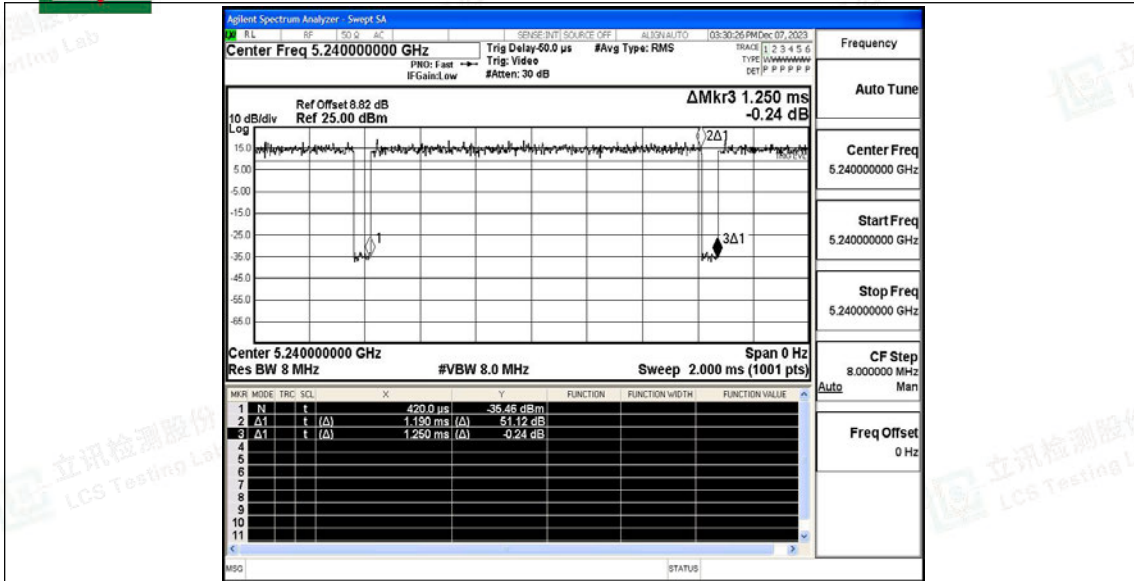 Agilent Spectrum Analyzer - Swept SA
RL RF 50 Ω AC SENSE:INT SOURCE OFF ALIGNAUTO 03:30:26 PM Dec 07, 2023
Center Freq 5.240000000 GHz
PNO: Fast
IFGain:Low
Trig Delay-50.0 µs
Trig: Video
#Atten: 30 dB
#Avg Type: RMS
TRACE 1 2 3 4 5 6
TYPE WWWWWW
DET P P P P P P
Frequency
Auto Tune
Center Freq
5.240000000 GHz
Start Freq
5.240000000 GHz
Stop Freq
5.240000000 GHz
CF Step
8.000000 MHz
Auto Man
Freq Offset
0 Hz
ΔMkr3 1.250 ms
-0.24 dB
Ref Offset 8.82 dB
10 dB/div Ref 25.00 dBm
Log
15.0
5.00
-5.00
-15.0
-25.0
-35.0
-45.0
-55.0
-65.0
2Δ1
TRIG LVL
1
3Δ1
Center 5.240000000 GHz Span 0 Hz
Res BW 8 MHz #VBW 8.0 MHz Sweep 2.000 ms (1001 pts)
MKR MODE TRC SCL X Y FUNCTION FUNCTION WIDTH FUNCTION VALUE
1 N t 420.0 µs -35.46 dBm
2 Δ1 t (Δ) 1.190 ms (Δ) 51.12 dB
3 Δ1 t (Δ) 1.250 ms (Δ) -0.24 dB
4
5
6
7
8
9
10
11
MSG STATUS
立讯检测股份
LCS Testing Lab
立讯检测股份
LCS Testing L